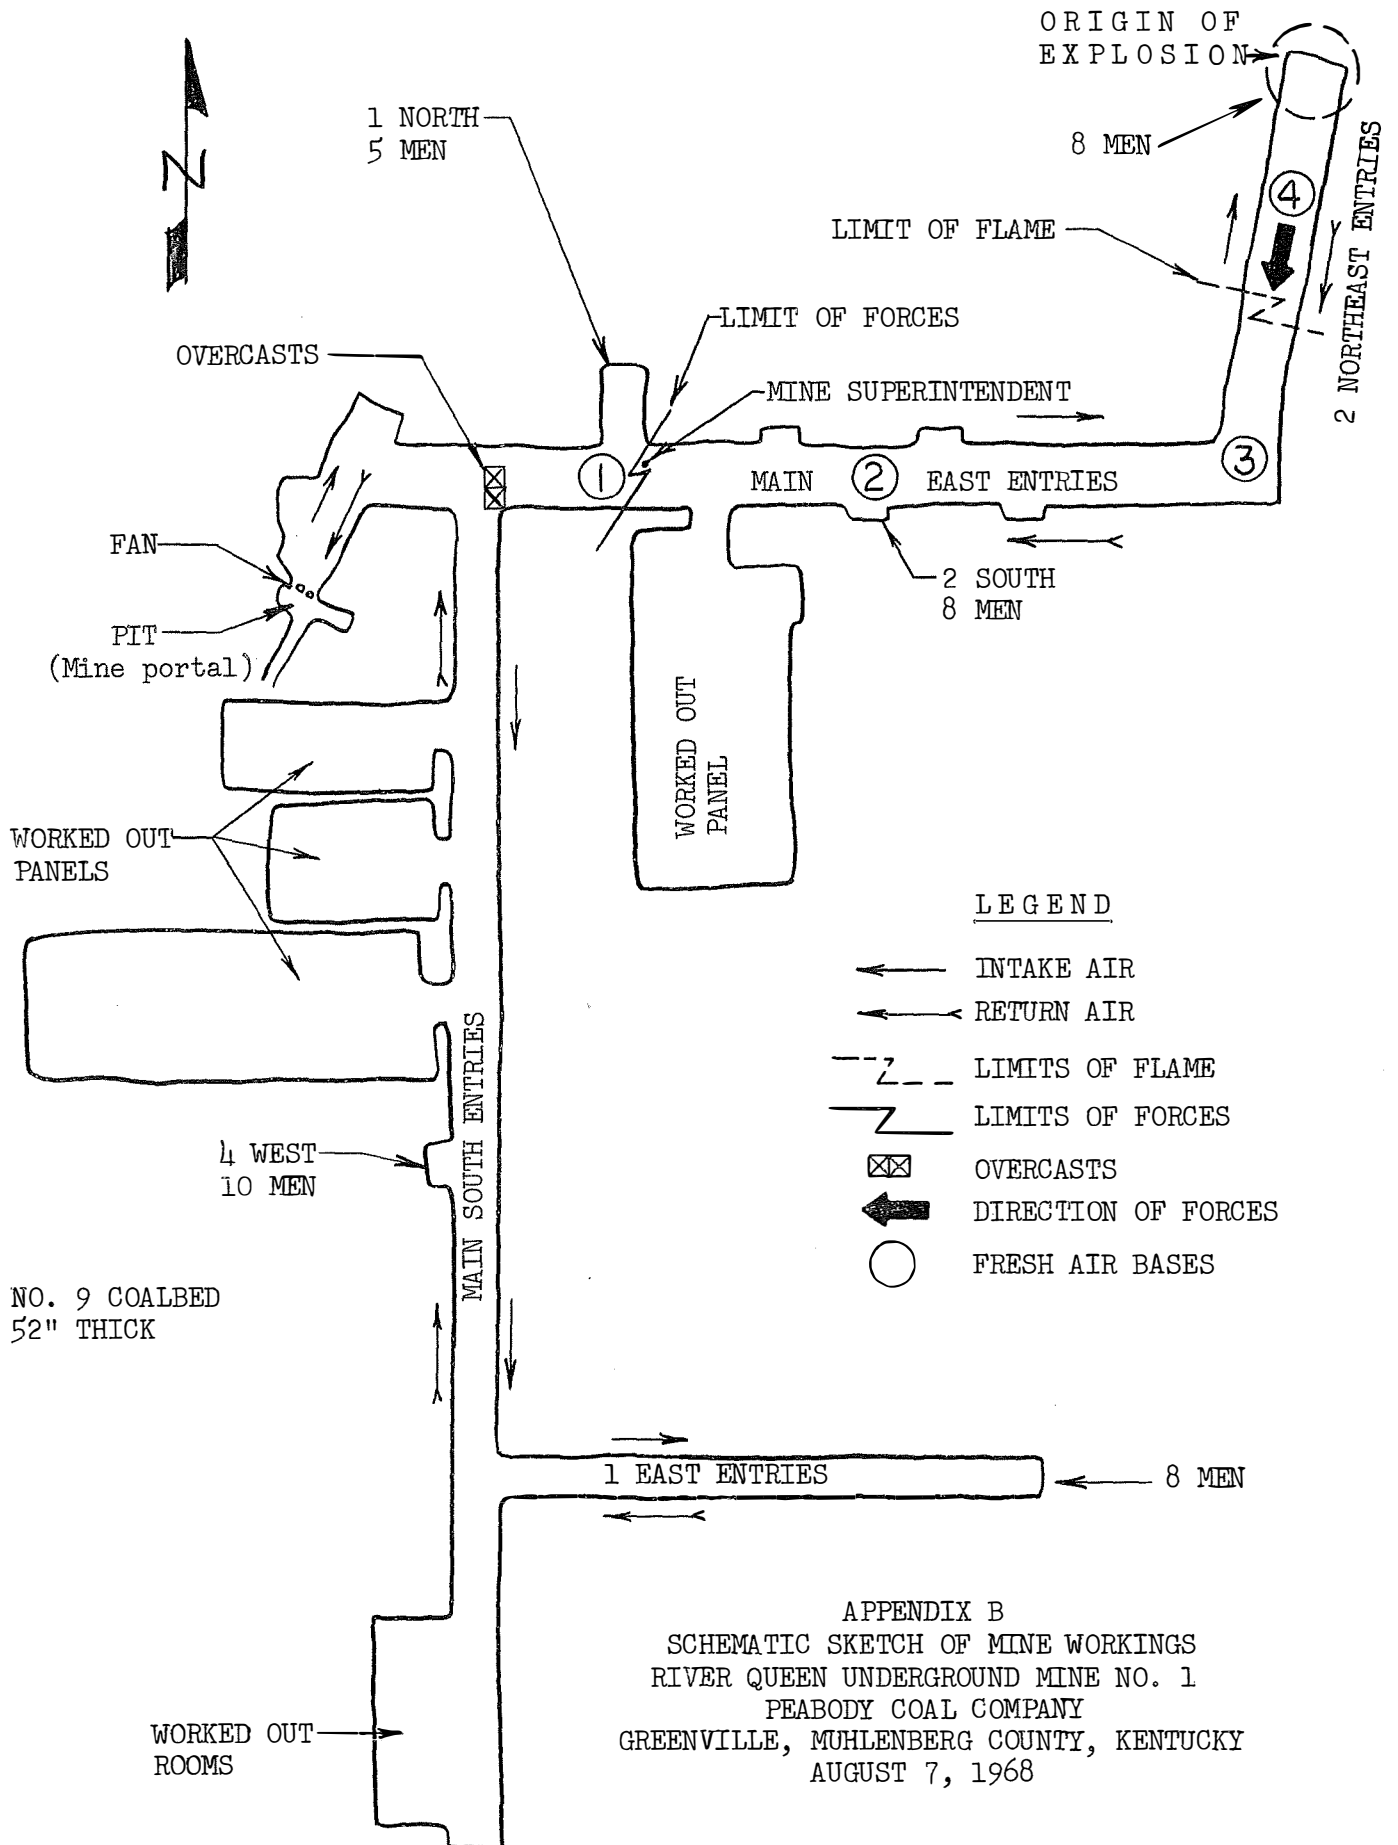 ORIGIN OF
EXPLOSION
N
1 NORTH
5 MEN
8 MEN
4
2 NORTHEAST ENTRIES
LIMIT OF FLAME
LIMIT OF FORCES
OVERCASTS
MINE SUPERINTENDENT
1
MAIN
2
EAST ENTRIES
3
FAN
2 SOUTH
8 MEN
PIT
(Mine portal)
WORKED OUT
PANEL
WORKED OUT
PANELS
LEGEND
INTAKE AIR
RETURN AIR
LIMITS OF FLAME
LIMITS OF FORCES
OVERCASTS
DIRECTION OF FORCES
FRESH AIR BASES
MAIN SOUTH ENTRIES
4 WEST
10 MEN
NO. 9 COALBED
52" THICK
1 EAST ENTRIES
8 MEN
APPENDIX B
SCHEMATIC SKETCH OF MINE WORKINGS
RIVER QUEEN UNDERGROUND MINE NO. 1
PEABODY COAL COMPANY
GREENVILLE, MUHLENBERG COUNTY, KENTUCKY
AUGUST 7, 1968
WORKED OUT
ROOMS